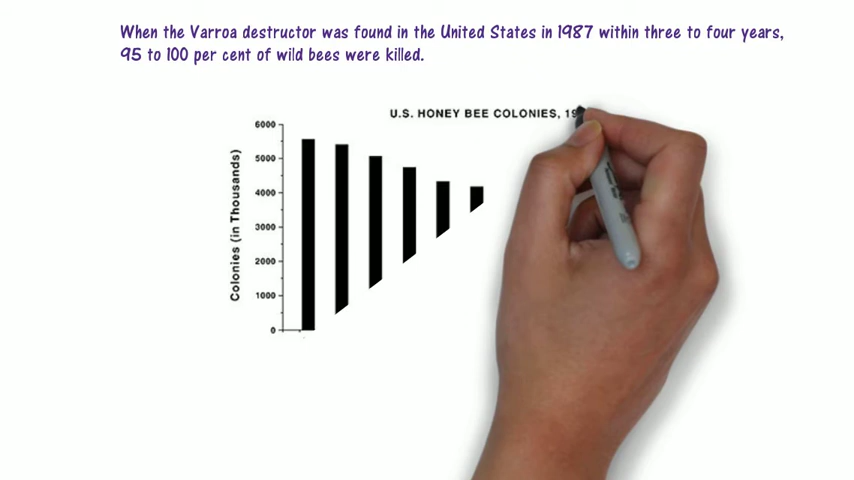 When the Varroa destructor was found in the United States in 1987 within three to four years,
95 to 100 per cent of wild bees were killed.
U.S. HONEY BEE COLONIES, 19
6000
5000
4000
3000
2000
1000
0
Colonies (in Thousands)